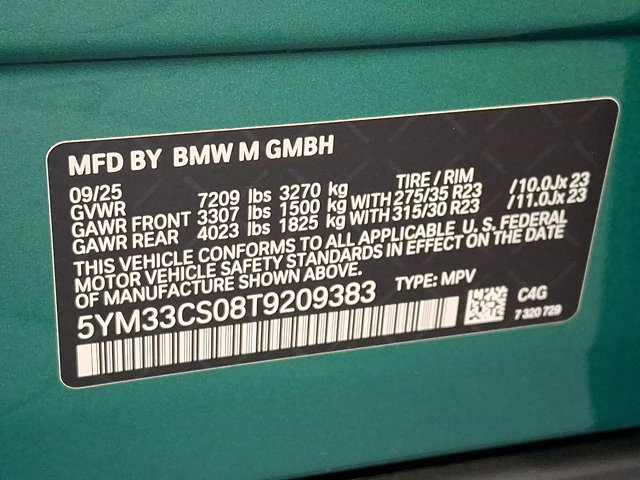 MFD BY BMW M GMBH
09/25 TIRE / RIM
GVWR 7209 lbs 3270 kg
GAWR FRONT 3307 lbs 1500 kg WITH 275/35 R23 /10.0Jx23
GAWR REAR 4023 lbs 1825 kg WITH 315/30 R23 /11.0Jx23
THIS VEHICLE CONFORMS TO ALL APPLICABLE U.S. FEDERAL
MOTOR VEHICLE SAFETY STANDARDS IN EFFECT ON THE DATE
OF MANUFACTURE SHOWN ABOVE.
5YM33CS08T9209383 TYPE: MPV
C4G
7 320 729